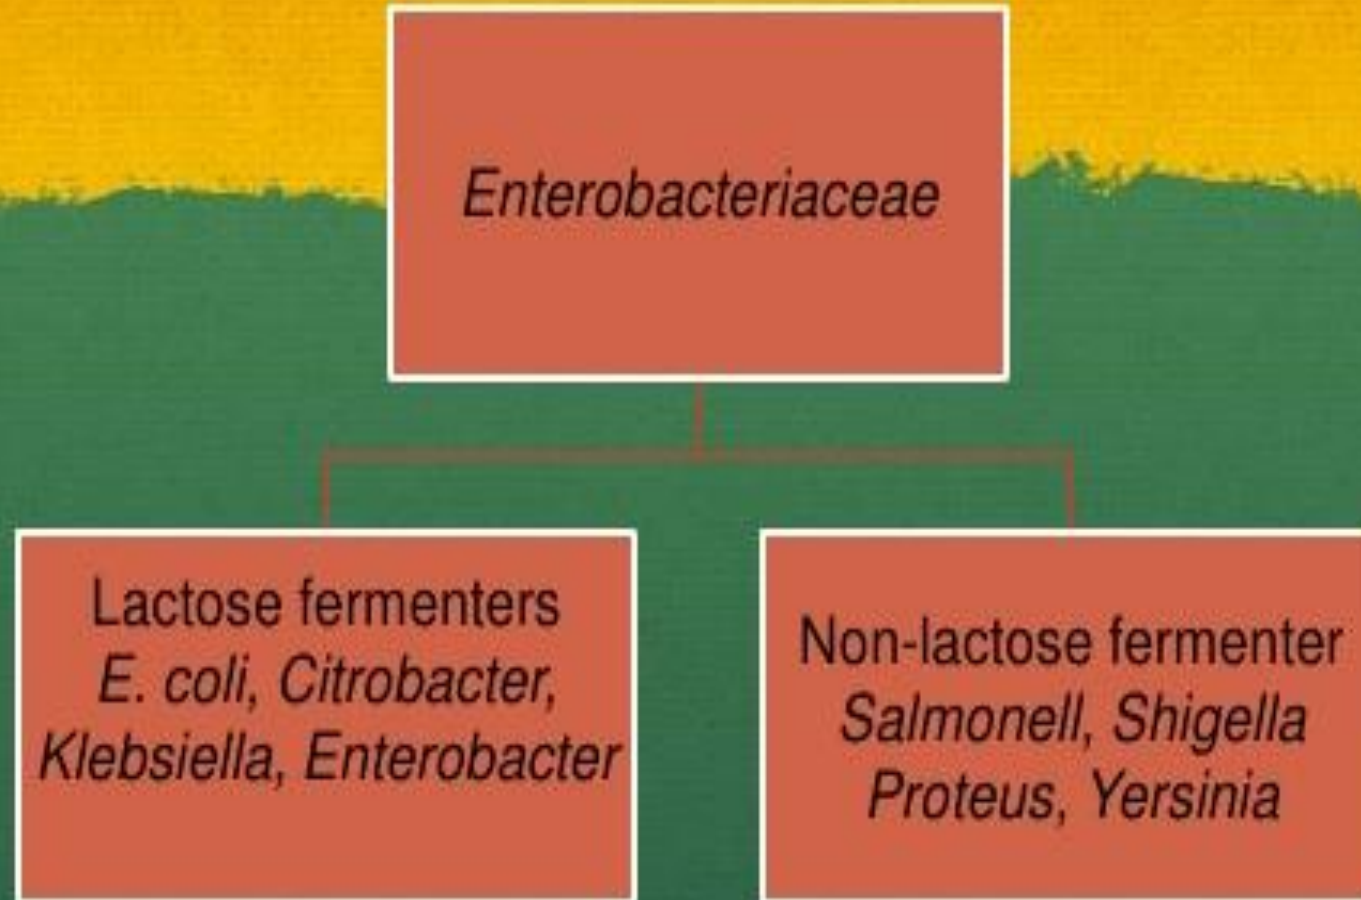 Enterobacteriaceae
Lactose fermenters
E. coli, Citrobacter,
Klebsiella, Enterobacter
Non-lactose fermenter
Salmonell, Shigella
Proteus, Yersinia